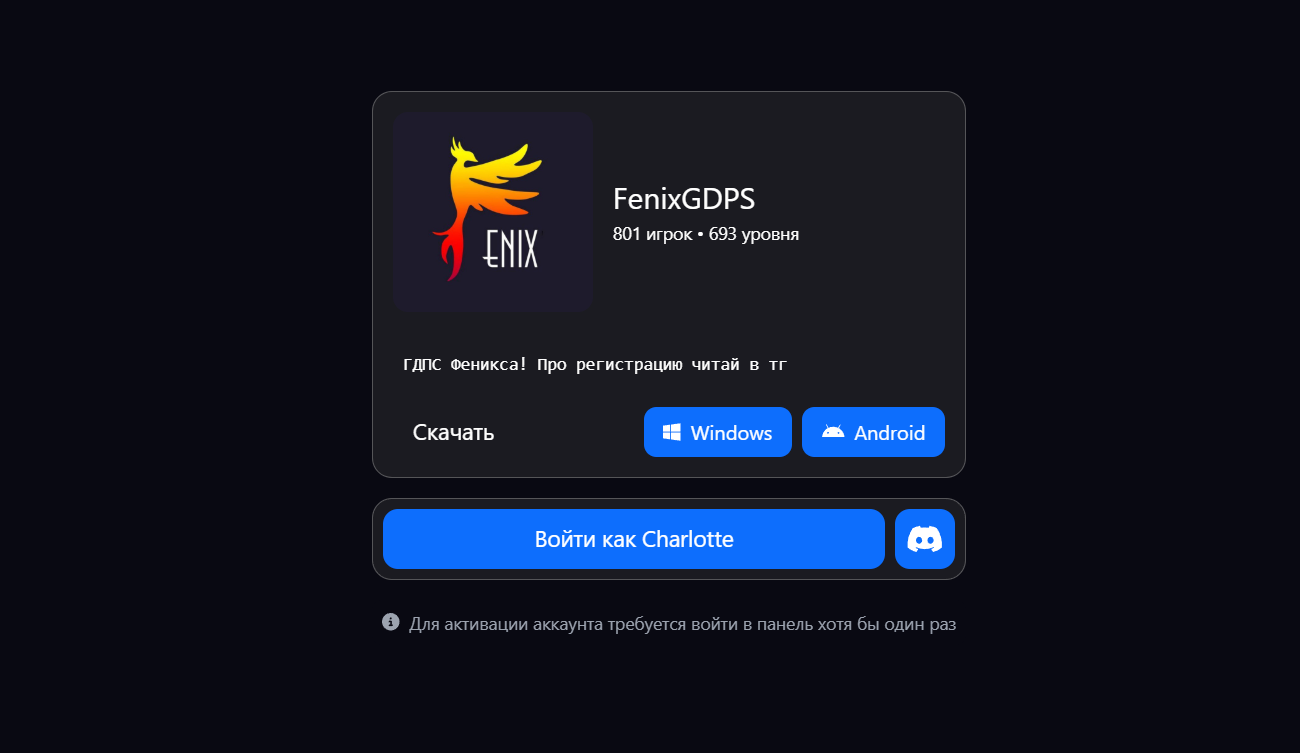 ENIX
FenixGDPS
801 игрок • 693 уровня
ГДПС Феникса! Про регистрацию читай в тг
Скачать
Windows
Android
Войти как Charlotte
Для активации аккаунта требуется войти в панель хотя бы один раз